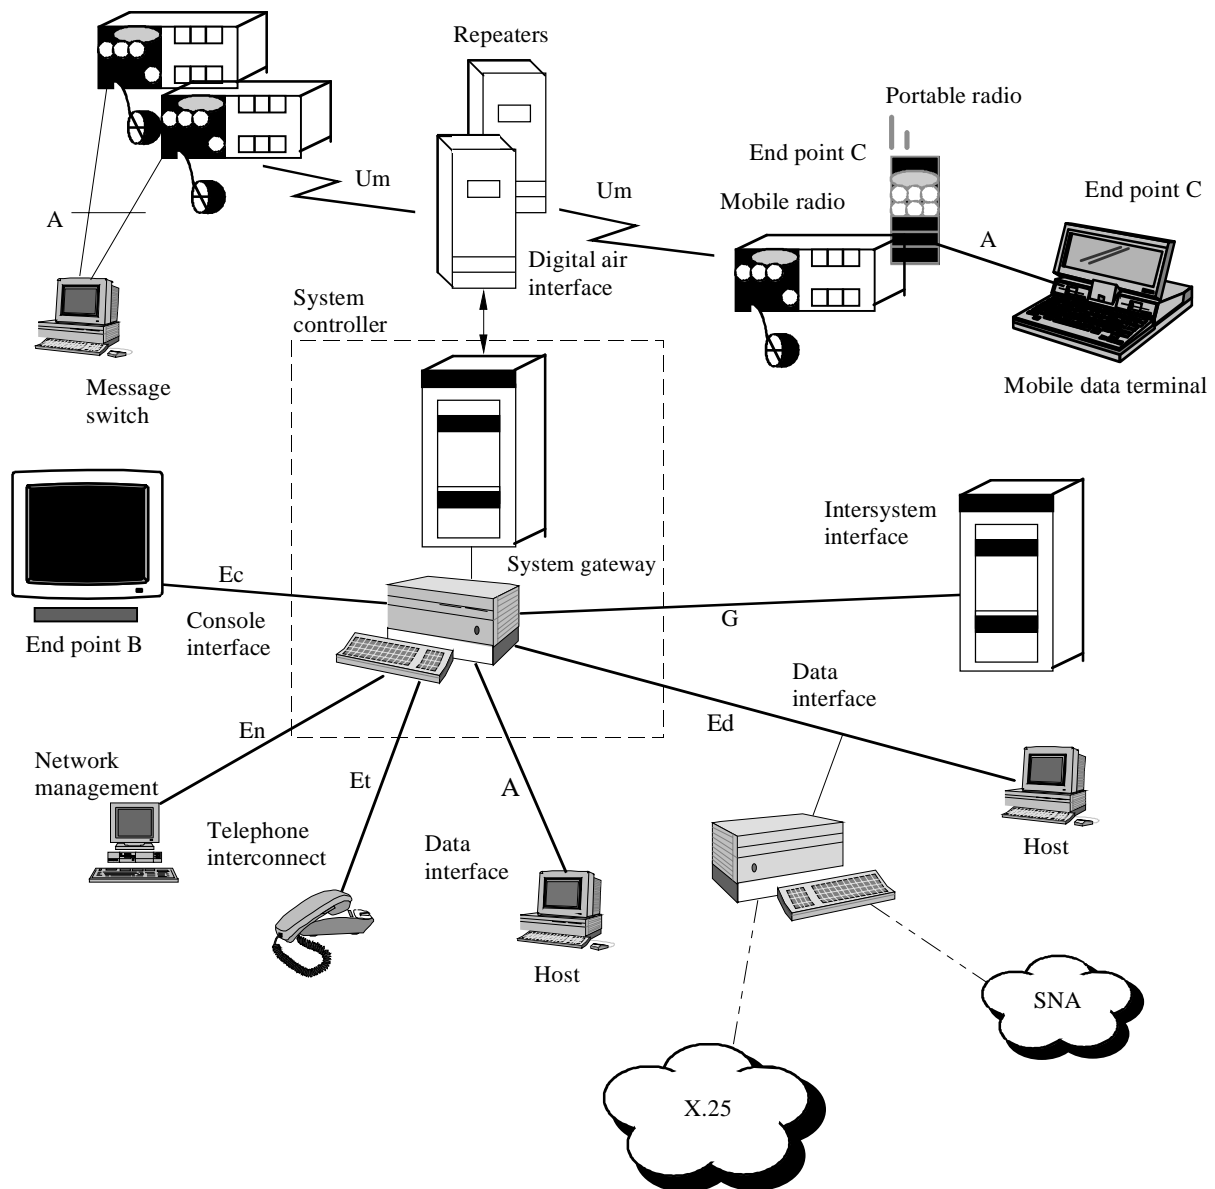 Repeaters
Portable radio
End point C
Um
Um
End point C
Mobile radio
A
A
Digital air
interface
System
controller
Message
switch
Mobile data terminal
Intersystem
interface
System gateway
Ec
G
Console
interface
End point B
Data
interface
Ed
En
Network
management
Et
A
Telephone
interconnect
Data
interface
Host
Host
SNA
X.25